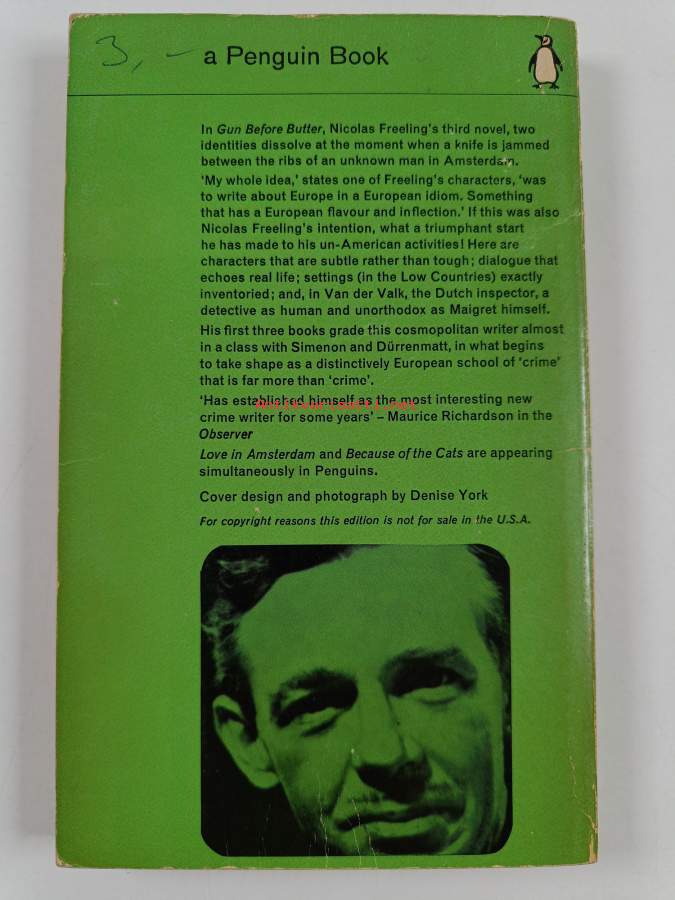 3,-
a Penguin Book
In Gun Before Butter, Nicolas Freeling's third novel, two
identities dissolve at the moment when a knife is jammed
between the ribs of an unknown man in Amsterdam.
'My whole idea,' states one of Freeling's characters, 'was
to write about Europe in a European idiom. Something
that has a European flavour and inflection.' If this was also
Nicolas Freeling's intention, what a triumphant start
he has made to his un-American activities! Here are
characters that are subtle rather than tough; dialogue that
echoes real life; settings (in the Low Countries) exactly
inventoried; and, in Van der Valk, the Dutch inspector, a
detective as human and unorthodox as Maigret himself.
His first three books grade this cosmopolitan writer almost
in a class with Simenon and Dürrenmatt, in what begins
to take shape as a distinctively European school of 'crime'
that is far more than 'crime'.
'Has established himself as the most interesting new
crime writer for some years' – Maurice Richardson in the
Observer
Love in Amsterdam and Because of the Cats are appearing
simultaneously in Penguins.
Cover design and photograph by Denise York
For copyright reasons this edition is not for sale in the U.S.A.